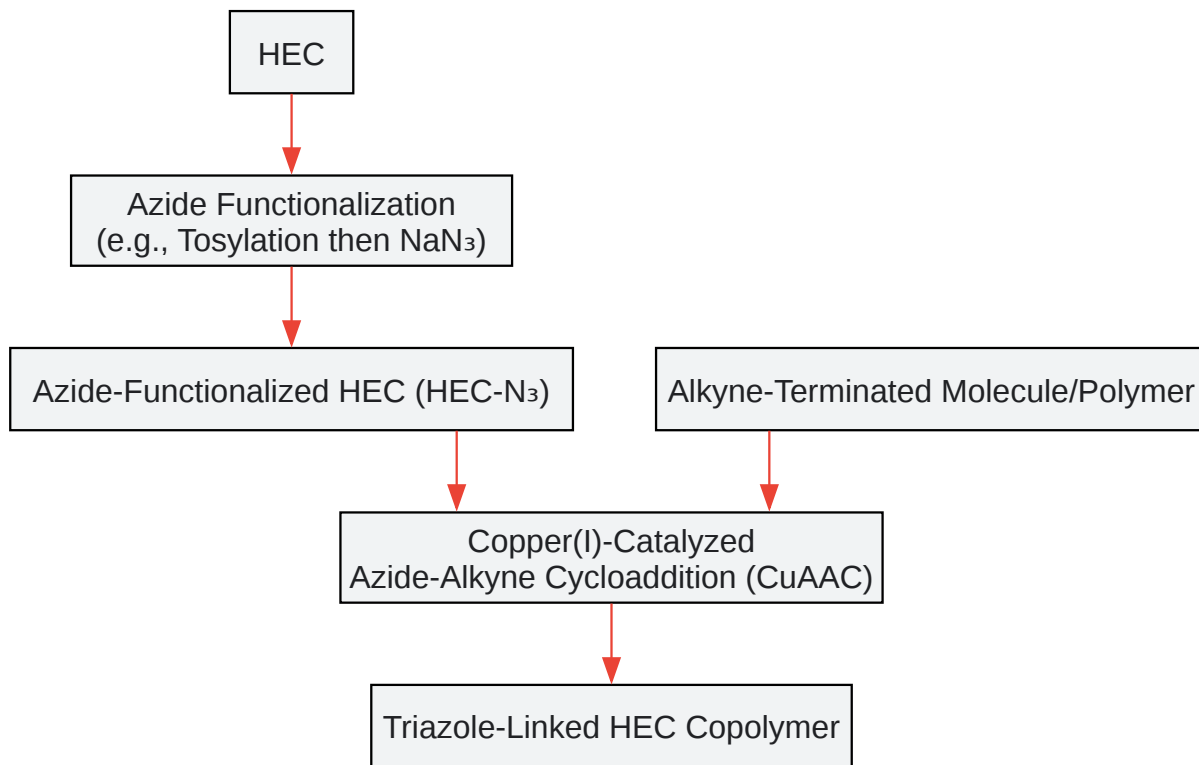 HEC
Azide Functionalization
(e.g., Tosylation then NaN₃)
Azide-Functionalized HEC (HEC-N₃)
Alkyne-Terminated Molecule/Polymer
Copper(I)-Catalyzed
Azide-Alkyne Cycloaddition (CuAAC)
Triazole-Linked HEC Copolymer